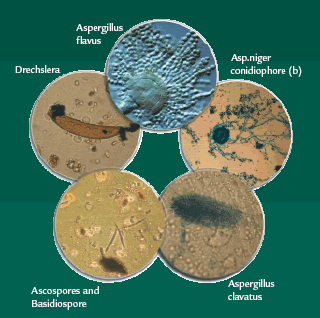 Aspergillus
flavus
Drechslera
Asp.niger
conidiophore (b)
Ascospores and
Basidiospore
Aspergillus
clavatus